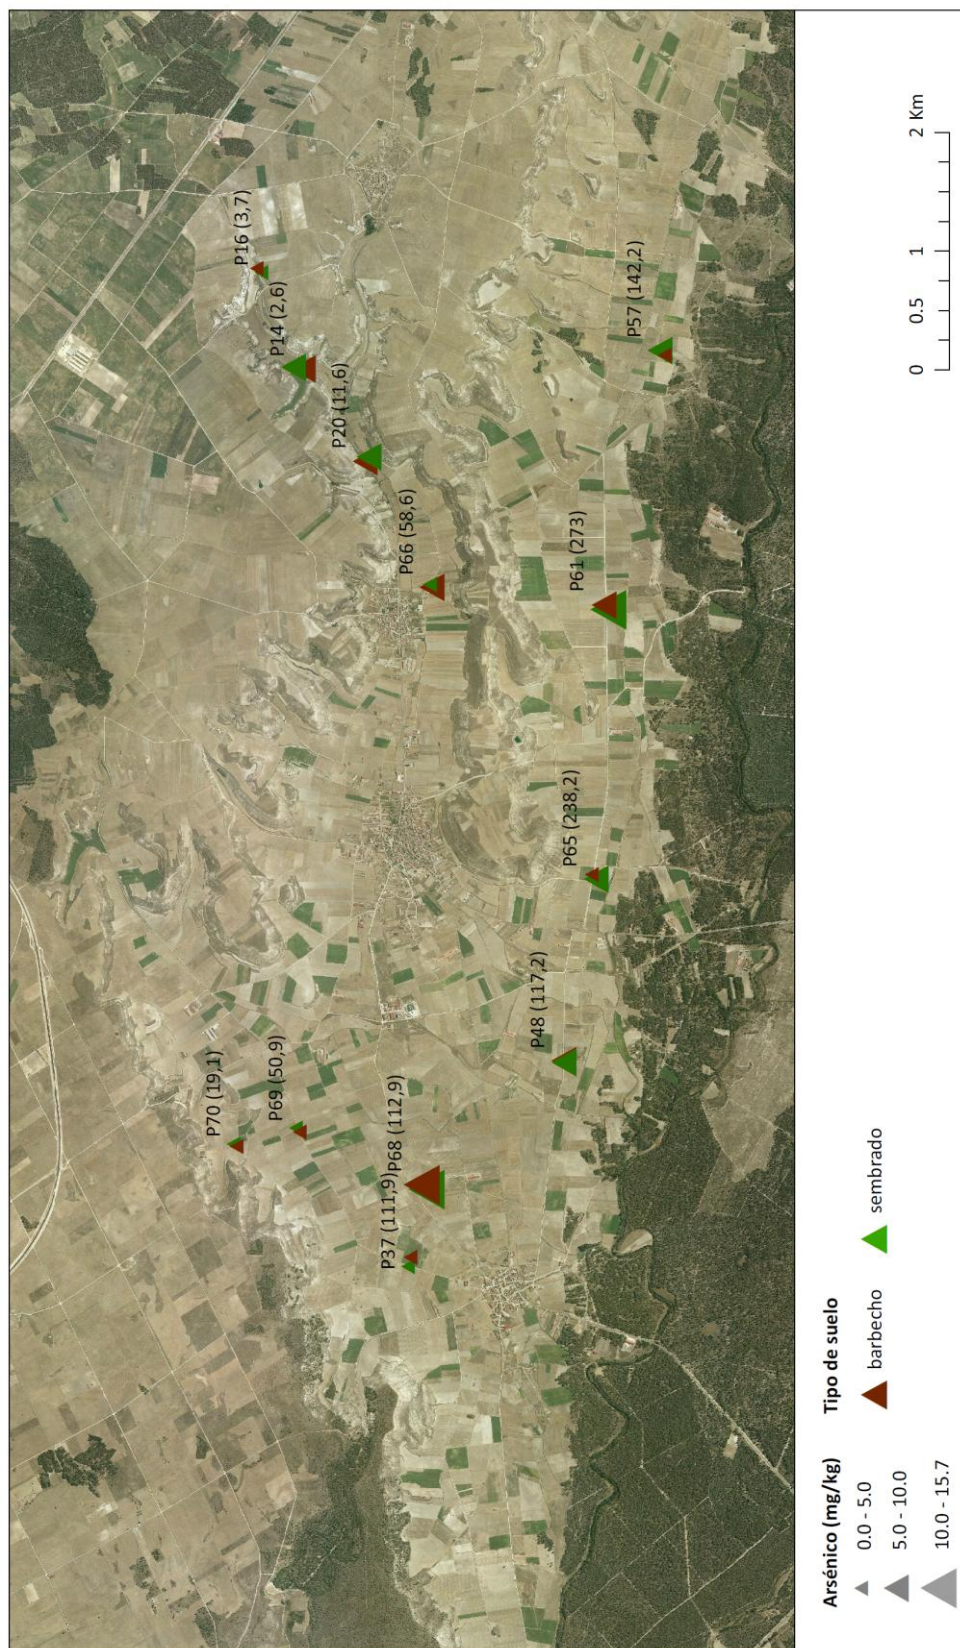 P16 (3,7)
P14 (2,6)
P20 (11,6)
P66 (58,6)
P57 (142,2)
P61 (273)
P65 (238,2)
P48 (117,2)
P70 (19,1)
P69 (50,9)
P68 (112,9)
P37 (111,9)
Arsénico (mg/kg)
0.0 - 5.0
5.0 - 10.0
10.0 - 15.7
Tipo de suelo
barbecho
sembrado
0 0.5 1 2 Km